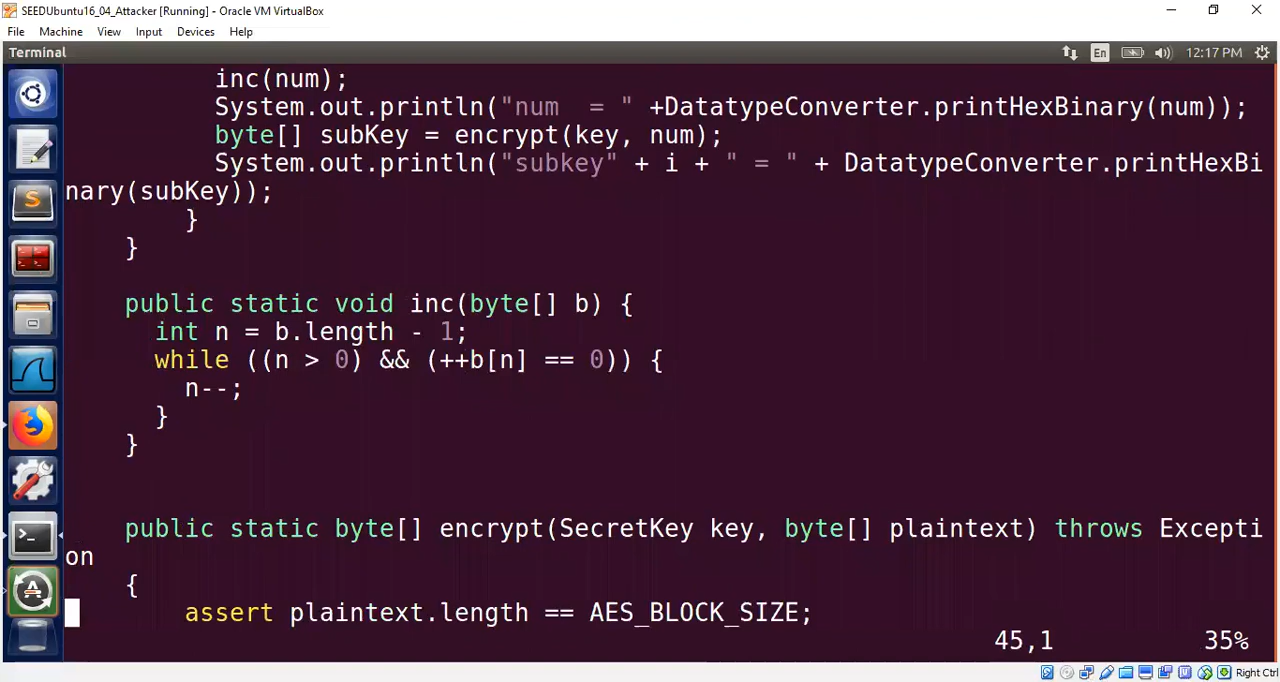 SEEDUbuntu16_04_Attacker [Running] - Oracle VM VirtualBox
File Machine View Input Devices Help
Terminal En 12:17 PM
inc(num);
System.out.println("num  = " +DatatypeConverter.printHexBinary(num));
byte[] subKey = encrypt(key, num);
System.out.println("subkey" + i + " = " + DatatypeConverter.printHexBi
nary(subKey));
}
}
public static void inc(byte[] b) {
int n = b.length - 1;
while ((n > 0) && (++b[n] == 0)) {
n--;
}
}
public static byte[] encrypt(SecretKey key, byte[] plaintext) throws Excepti
on
{
assert plaintext.length == AES_BLOCK_SIZE;
45,1 35%
Right Ctrl